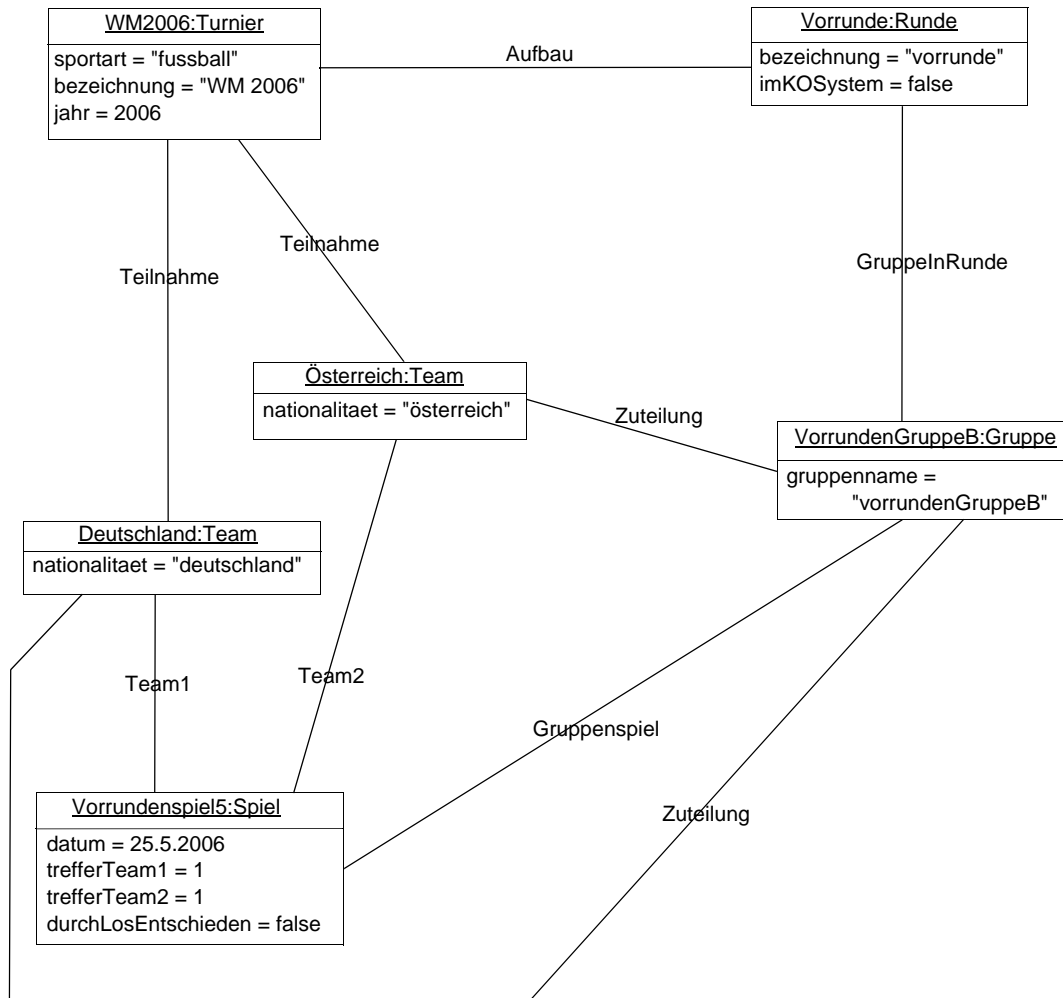 WM2006:Turnier
sportart = "fussball"
bezeichnung = "WM 2006"
jahr = 2006
Aufbau
Vorrunde:Runde
bezeichnung = "vorrunde"
imKOSystem = false
Teilnahme
Teilnahme
GruppeInRunde
Österreich:Team
nationalitaet = "österreich"
Zuteilung
VorrundenGruppeB:Gruppe
gruppenname =
"vorrundenGruppeB"
Deutschland:Team
nationalitaet = "deutschland"
Team1
Team2
Gruppenspiel
Zuteilung
Vorrundenspiel5:Spiel
datum = 25.5.2006
trefferTeam1 = 1
trefferTeam2 = 1
durchLosEntschieden = false